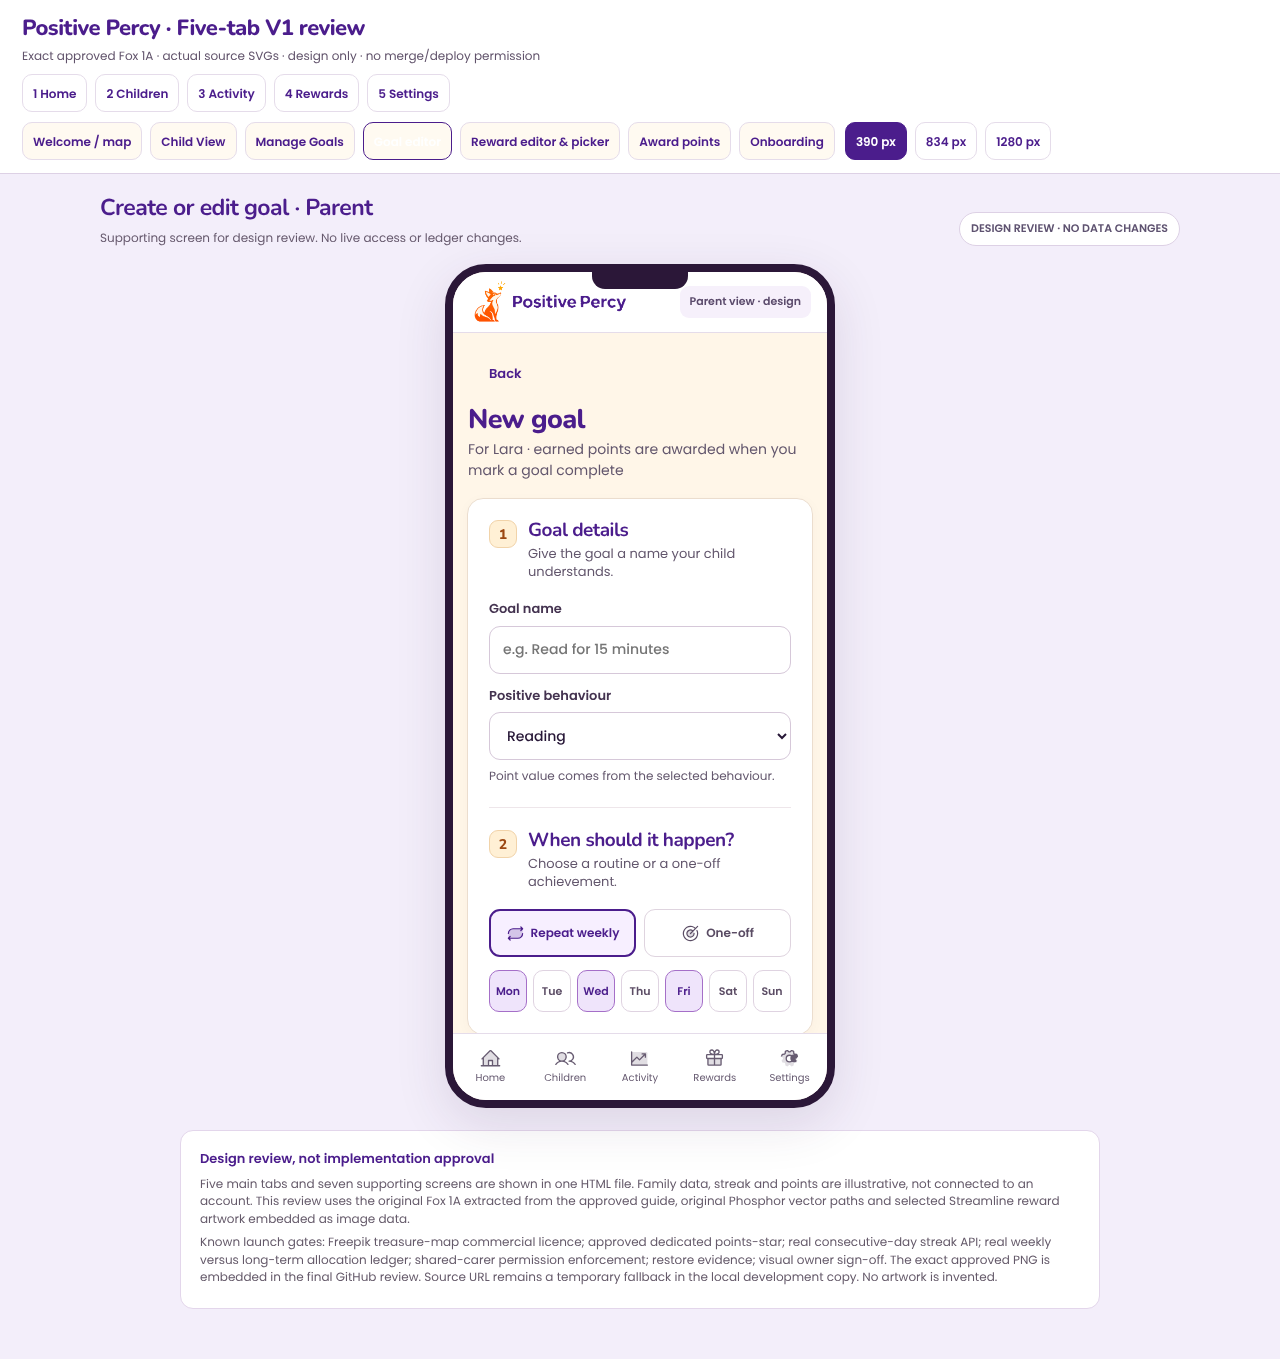 Positive Percy · Five-tab V1 review
Exact approved Fox 1A · actual source SVGs · design only · no merge/deploy permission
1 Home
2 Children
3 Activity
4 Rewards
5 Settings
Welcome / map
Child View
Manage Goals
Goal editor
Reward editor & picker
Award points
Onboarding
390 px
834 px
1280 px
Create or edit goal · Parent
Supporting screen for design review. No live access or ledger changes.
DESIGN REVIEW · NO DATA CHANGES
Positive Percy
Parent view · design
Back
New goal
For Lara · earned points are awarded when you
mark a goal complete
1
Goal details
Give the goal a name your child
understands.
Goal name
e.g. Read for 15 minutes
Positive behaviour
Reading
Point value comes from the selected behaviour.
2
When should it happen?
Choose a routine or a one-off
achievement.
Repeat weekly
One-off
Mon
Tue
Wed
Thu
Fri
Sat
Sun
Home
Children
Activity
Rewards
Settings
Design review, not implementation approval
Five main tabs and seven supporting screens are shown in one HTML file. Family data, streak and points are illustrative, not connected to an
account. This review uses the original Fox 1A extracted from the approved guide, original Phosphor vector paths and selected Streamline reward
artwork embedded as image data.
Known launch gates: Freepik treasure-map commercial licence; approved dedicated points-star; real consecutive-day streak API; real weekly
versus long-term allocation ledger; shared-carer permission enforcement; restore evidence; visual owner sign-off. The exact approved PNG is
embedded in the final GitHub review. Source URL remains a temporary fallback in the local development copy. No artwork is invented.